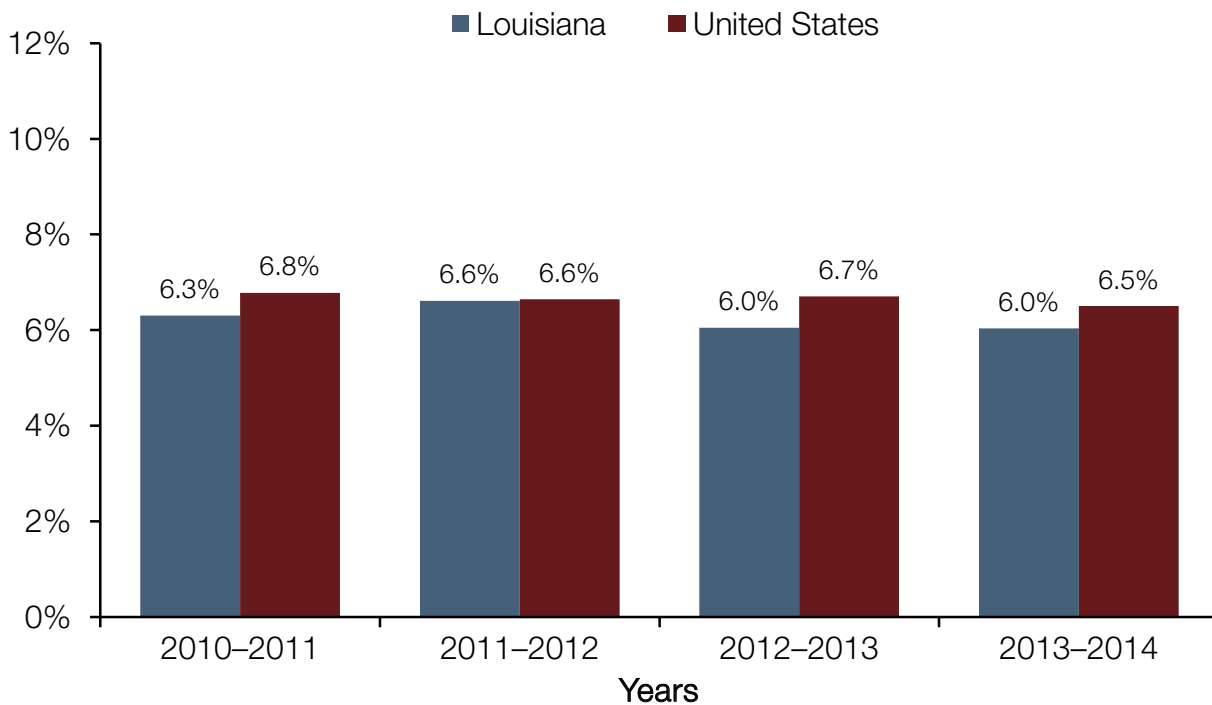 Louisiana United States
12%
10%
8%
6%
4%
2%
0%
6.3% 6.8% 6.6% 6.6% 6.0% 6.7% 6.0% 6.5%
2010–2011 2011–2012 2012–2013 2013–2014
Years